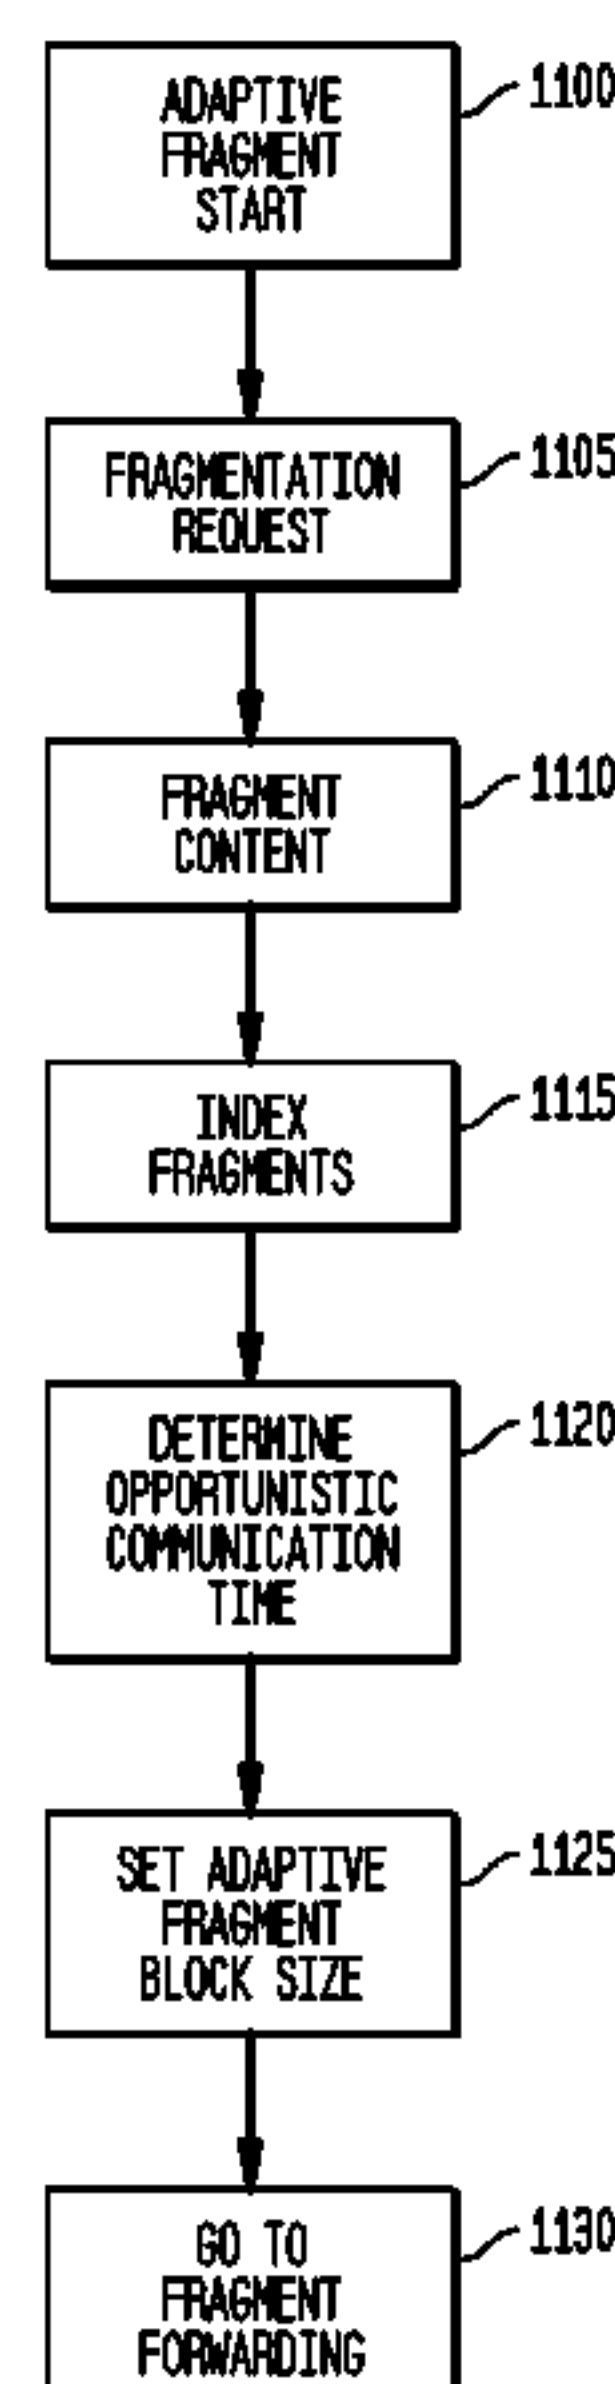 ADAPTIVE
FRAGMENT
START
1100
FRAGMENTATION
REQUEST
1105
FRAGMENT
CONTENT
1110
INDEX
FRAGMENTS
1115
DETERMINE
OPPORTUNISTIC
COMMUNICATION
TIME
1120
SET ADAPTIVE
FRAGMENT
BLOCK SIZE
1125
GO TO
FRAGMENT
FORWARDING
1130